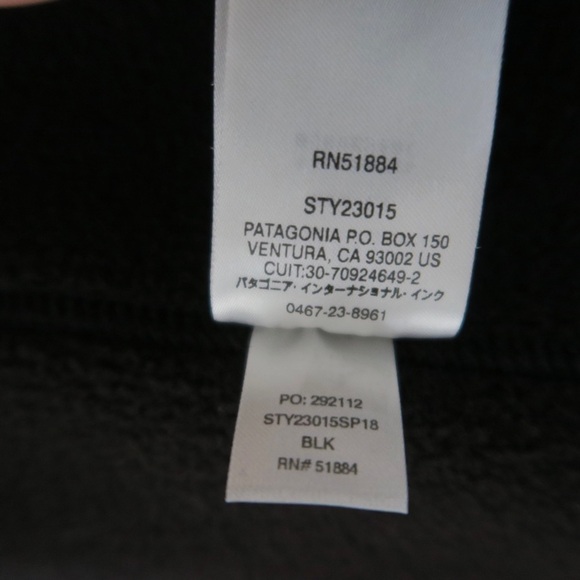 RN51884
STY23015
PATAGONIA P.O. BOX 150
VENTURA, CA 93002 US
CUIT:30-70924649-2
パタゴニア・インターナショナル・インク
0467-23-8961
PO: 292112
STY23015SP18
BLK
RN# 51884